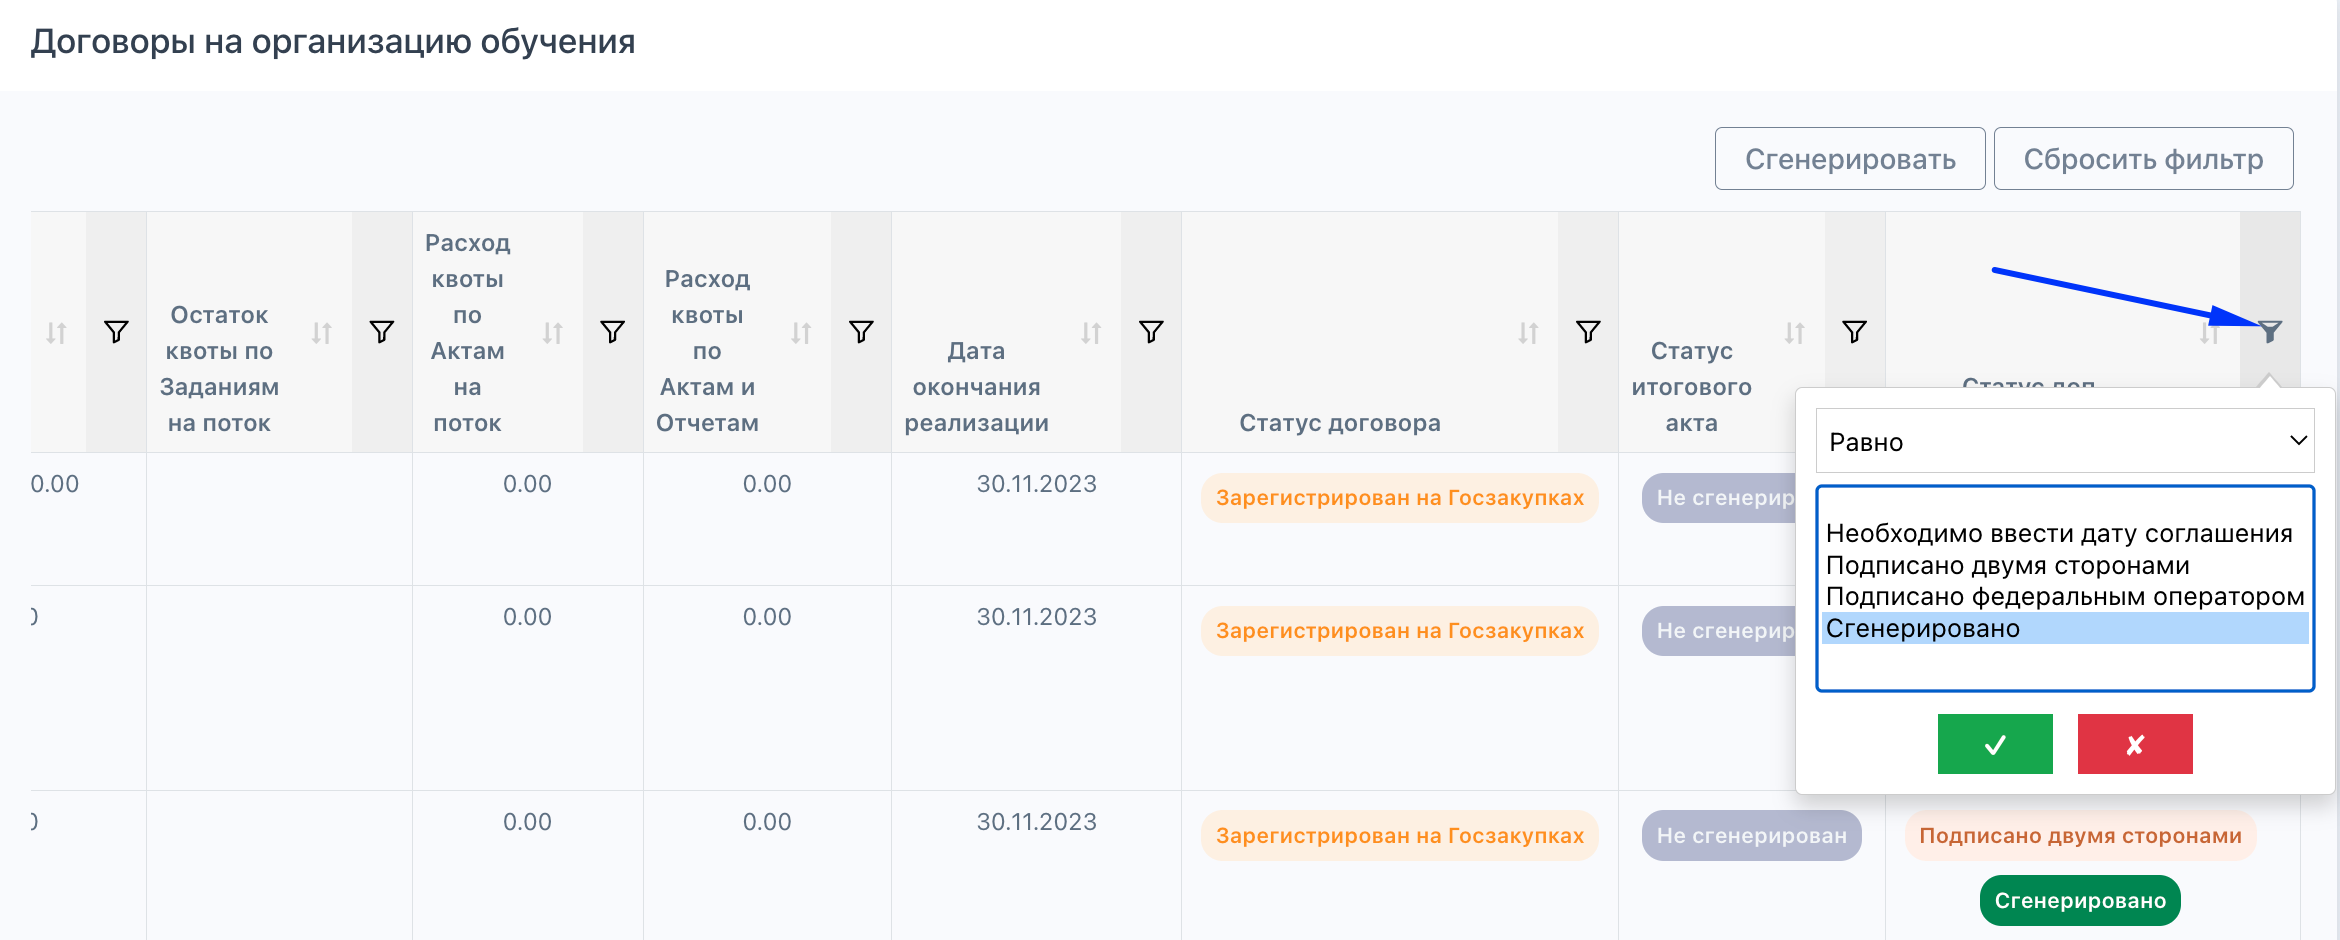 Договоры на организацию обучения
Сгенерировать
Сбросить фильтр
Остаток
квоты по
Заданиям
на поток
Расход
квоты
по
Актам
на
поток
Расход
квоты
по
Актам и
Отчетам
Дата
окончания
реализации
Статус договора
Статус
итогового
акта
Статус доп
Равно
Необходимо ввести дату соглашения
Подписано двумя сторонами
Подписано федеральным оператором
Сгенерировано
0.00
0.00
0.00
30.11.2023
Зарегистрирован на Госзакупках
Не сгенерир
0
0.00
0.00
30.11.2023
Зарегистрирован на Госзакупках
Не сгенерир
0
0.00
0.00
30.11.2023
Зарегистрирован на Госзакупках
Не сгенерирован
Подписано двумя сторонами
Сгенерировано